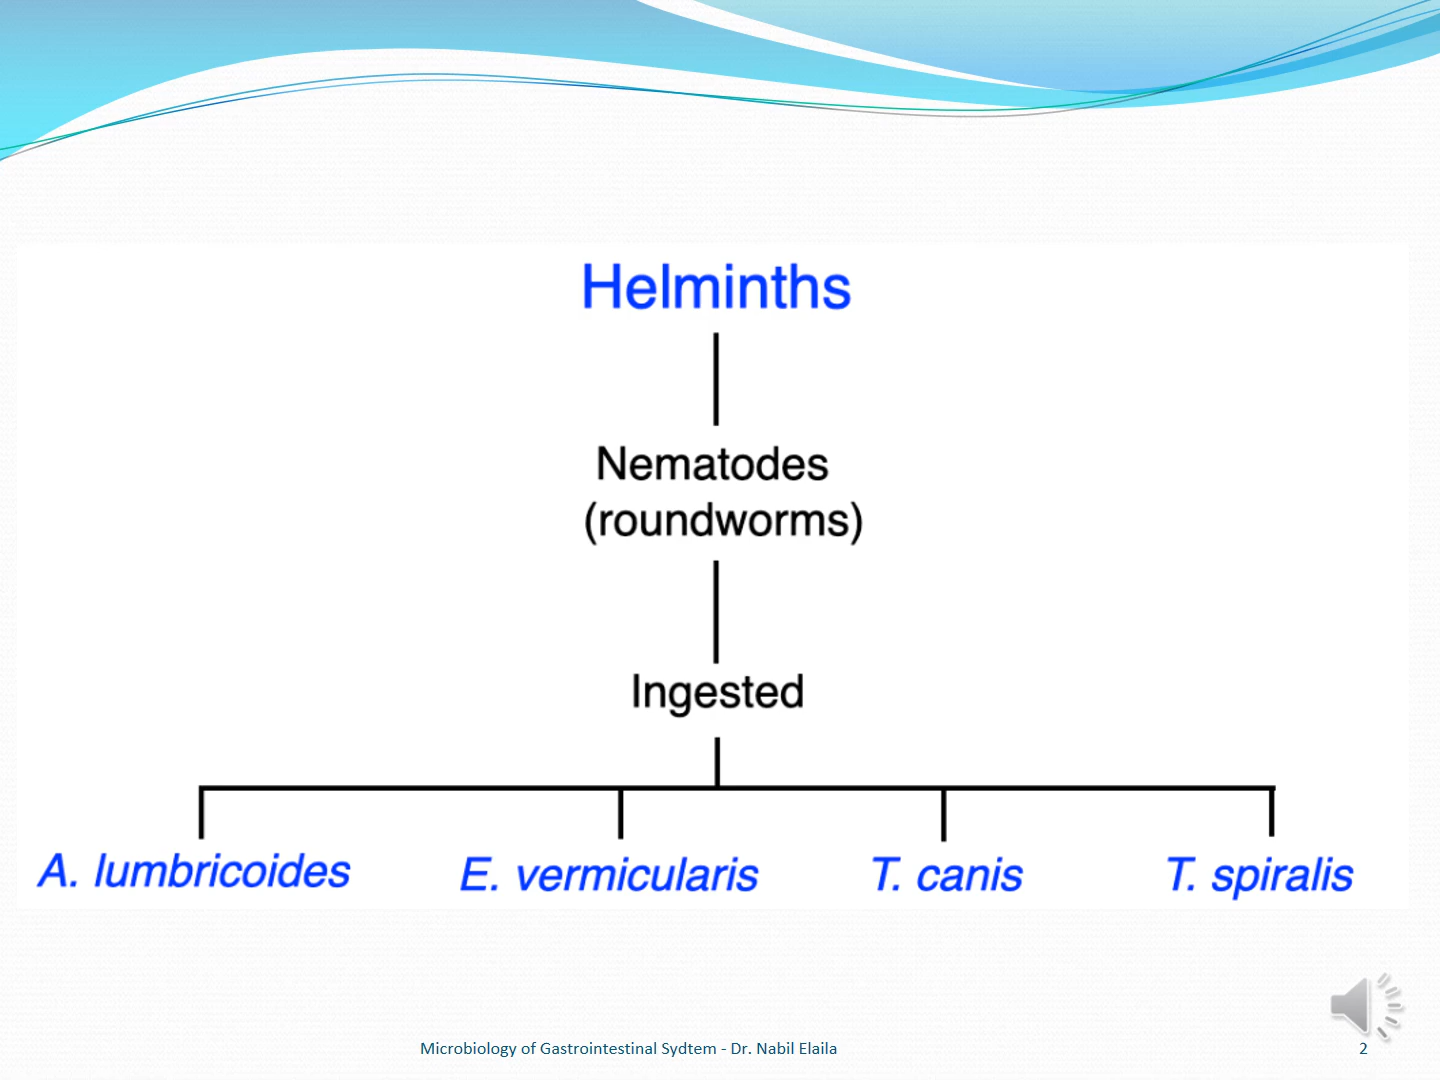 Helminths
Nematodes
(roundworms)
Ingested
A. lumbricoides E. vermicularis T. canis T. spiralis
Microbiology of Gastrointestinal Sydtem - Dr. Nabil Elaila 2